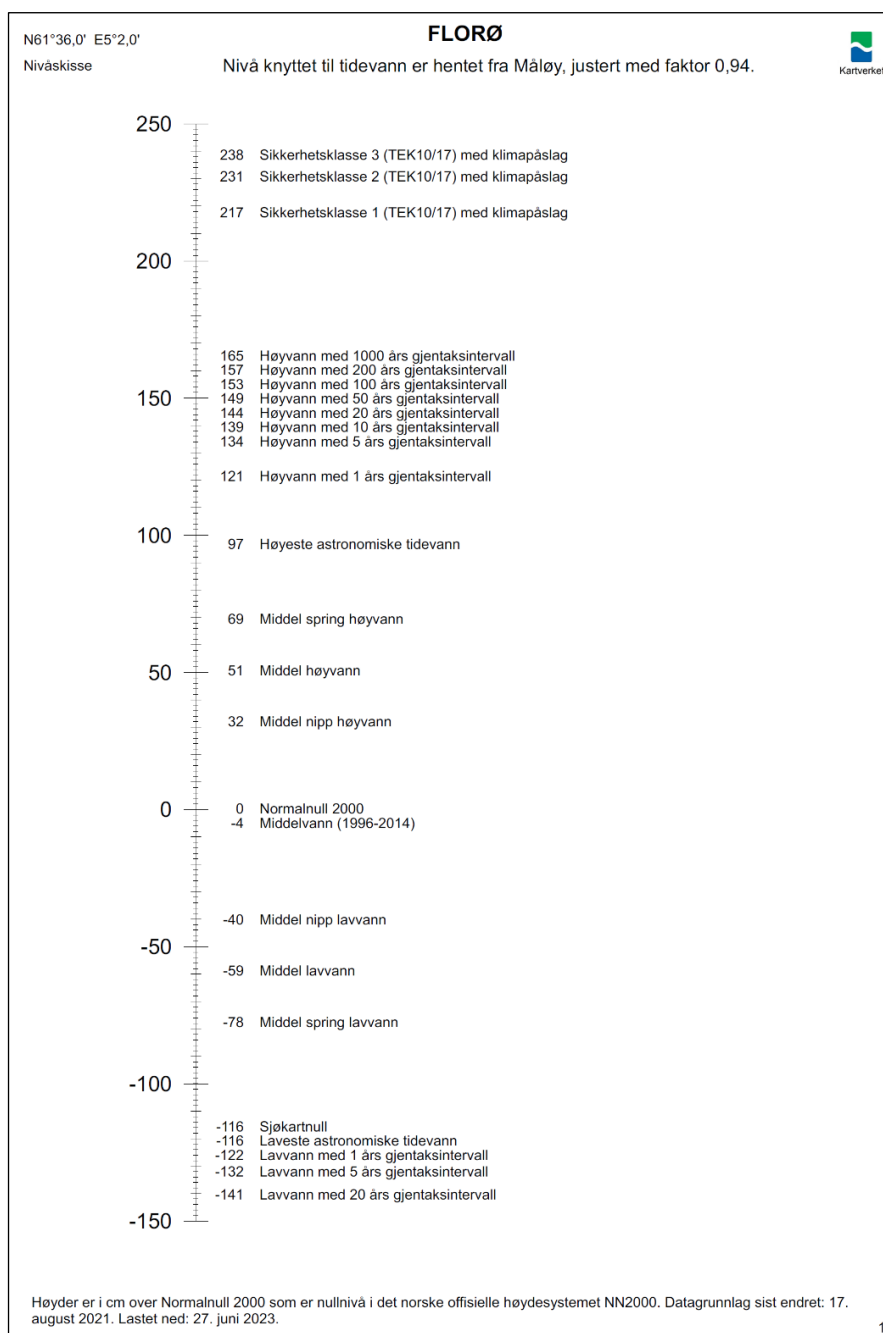 FLORØ
N61°36,0' E5°2,0'
Nivåskisse
Nivå knyttet til tidevann er hentet fra Måløy, justert med faktor 0,94.
Kartverket
250
238 Sikkerhetsklasse 3 (TEK10/17) med klimapåslag
231 Sikkerhetsklasse 2 (TEK10/17) med klimapåslag
217 Sikkerhetsklasse 1 (TEK10/17) med klimapåslag
200
165 Høyvann med 1000 års gjentaksintervall
157 Høyvann med 200 års gjentaksintervall
153 Høyvann med 100 års gjentaksintervall
150
149 Høyvann med 50 års gjentaksintervall
144 Høyvann med 20 års gjentaksintervall
139 Høyvann med 10 års gjentaksintervall
134 Høyvann med 5 års gjentaksintervall
121 Høyvann med 1 års gjentaksintervall
100
97 Høyeste astronomiske tidevann
69 Middel spring høyvann
50
51 Middel høyvann
32 Middel nipp høyvann
0
0 Normalnull 2000
-4 Middelvann (1996-2014)
-40 Middel nipp lavvann
-50
-59 Middel lavvann
-78 Middel spring lavvann
-100
-116 Sjøkartnull
-116 Laveste astronomiske tidevann
-122 Lavvann med 1 års gjentaksintervall
-132 Lavvann med 5 års gjentaksintervall
-141 Lavvann med 20 års gjentaksintervall
-150
Høyder er i cm over Normalnull 2000 som er nullnivå i det norske offisielle høydesystemet NN2000. Datagrunnlag sist endret: 17.
august 2021. Lastet ned: 27. juni 2023.
1